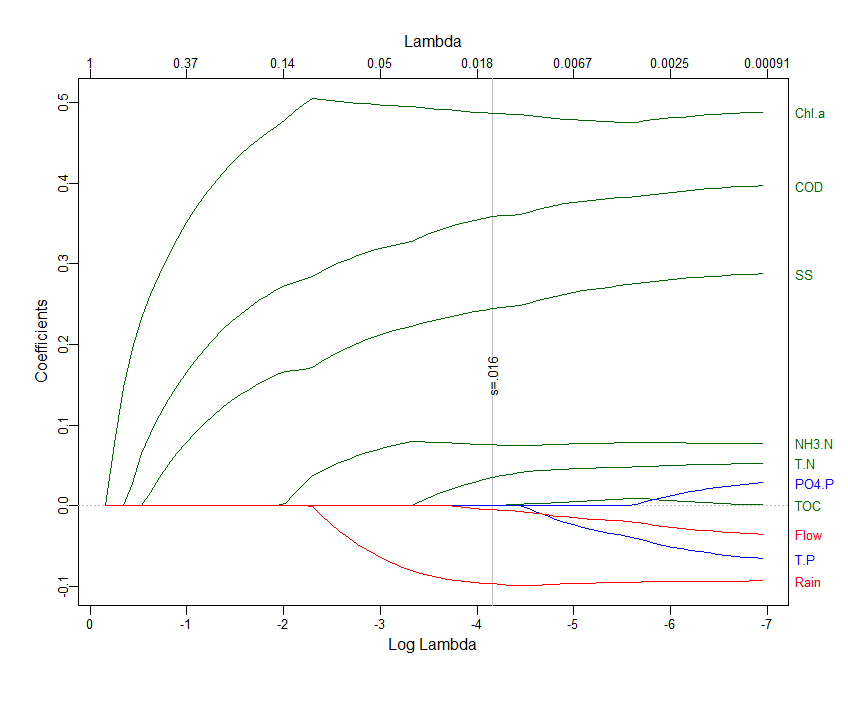 Lambda
1 0.37 0.14 0.05 0.018 0.0067 0.0025 0.00091
Coefficients
0.5
0.4
0.3
0.2
0.1
0.0
-0.1
s=.016
Chl.a
COD
SS
NH3.N
T.N
PO4.P
TOC
Flow
T.P
Rain
0 -1 -2 -3 -4 -5 -6 -7
Log Lambda